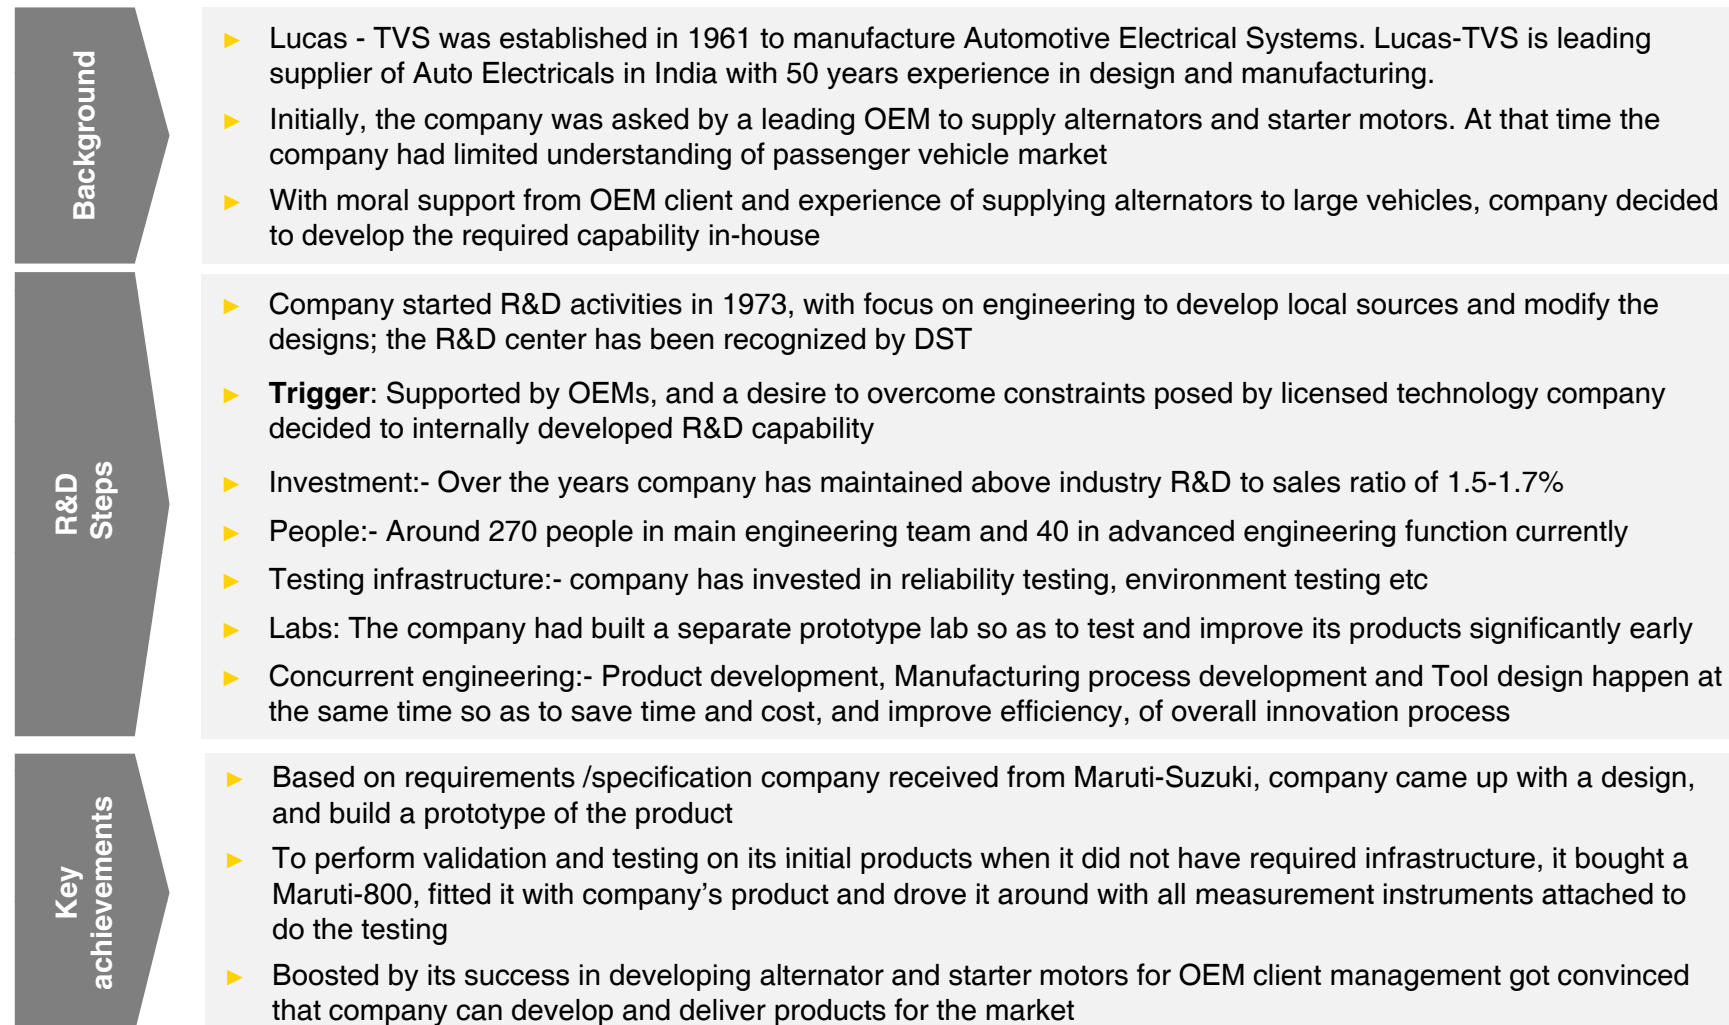 Background
Lucas - TVS was established in 1961 to manufacture Automotive Electrical Systems. Lucas-TVS is leading
supplier of Auto Electricals in India with 50 years experience in design and manufacturing.
Initially, the company was asked by a leading OEM to supply alternators and starter motors. At that time the
company had limited understanding of passenger vehicle market
With moral support from OEM client and experience of supplying alternators to large vehicles, company decided
to develop the required capability in-house
R&D
Steps
Company started R&D activities in 1973, with focus on engineering to develop local sources and modify the
designs; the R&D center has been recognized by DST
Trigger: Supported by OEMs, and a desire to overcome constraints posed by licensed technology company
decided to internally developed R&D capability
Investment:- Over the years company has maintained above industry R&D to sales ratio of 1.5-1.7%
People:- Around 270 people in main engineering team and 40 in advanced engineering function currently
Testing infrastructure:- company has invested in reliability testing, environment testing etc
Labs: The company had built a separate prototype lab so as to test and improve its products significantly early
Concurrent engineering:- Product development, Manufacturing process development and Tool design happen at
the same time so as to save time and cost, and improve efficiency, of overall innovation process
Key
achievements
Based on requirements /specification company received from Maruti-Suzuki, company came up with a design,
and build a prototype of the product
To perform validation and testing on its initial products when it did not have required infrastructure, it bought a
Maruti-800, fitted it with company's product and drove it around with all measurement instruments attached to
do the testing
Boosted by its success in developing alternator and starter motors for OEM client management got convinced
that company can develop and deliver products for the market